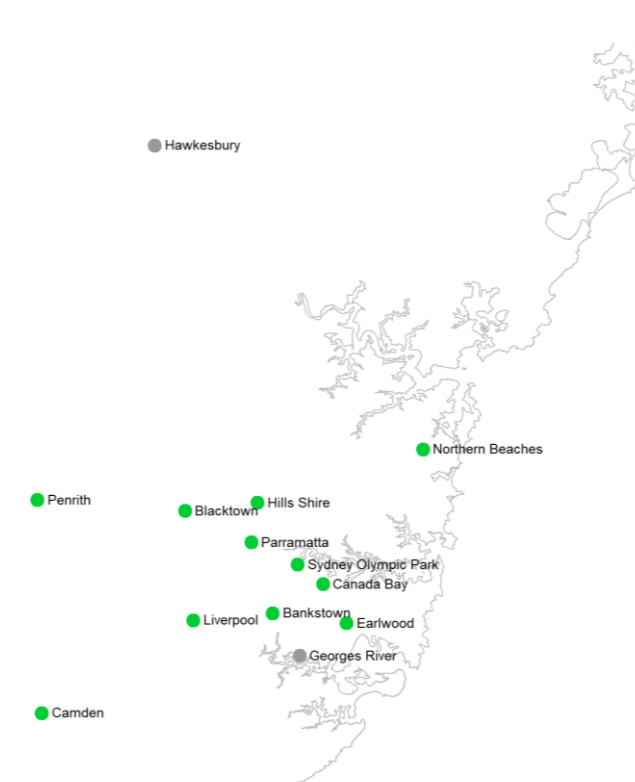 Hawkesbury
Northern Beaches
Penrith
Hills Shire
Blacktown
Parramatta
Sydney Olympic Park
Canada Bay
Bankstown
Liverpool
Earlwood
Georges River
Camden